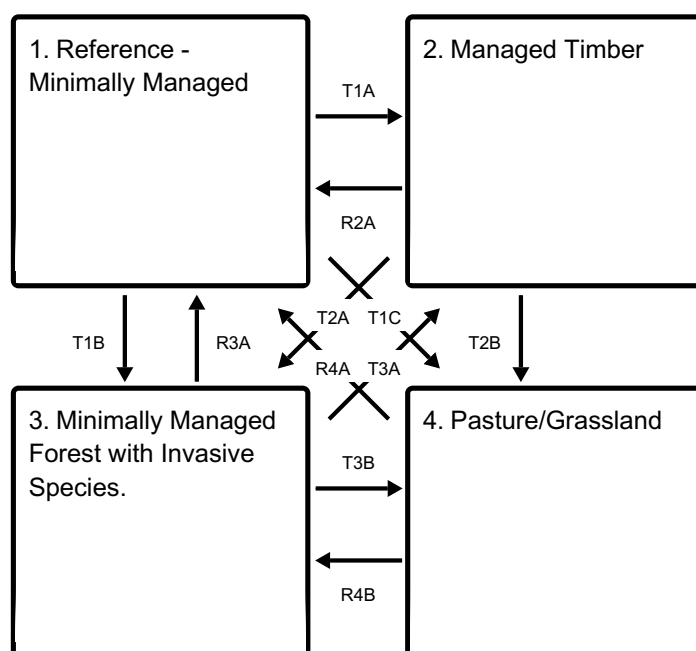 1. Reference -
Minimally Managed
2. Managed Timber
T1A
R2A
T1B
R3A
T2A
T1C
R4A
T3A
T2B
3. Minimally Managed
Forest with Invasive
Species.
4. Pasture/Grassland
T3B
R4B